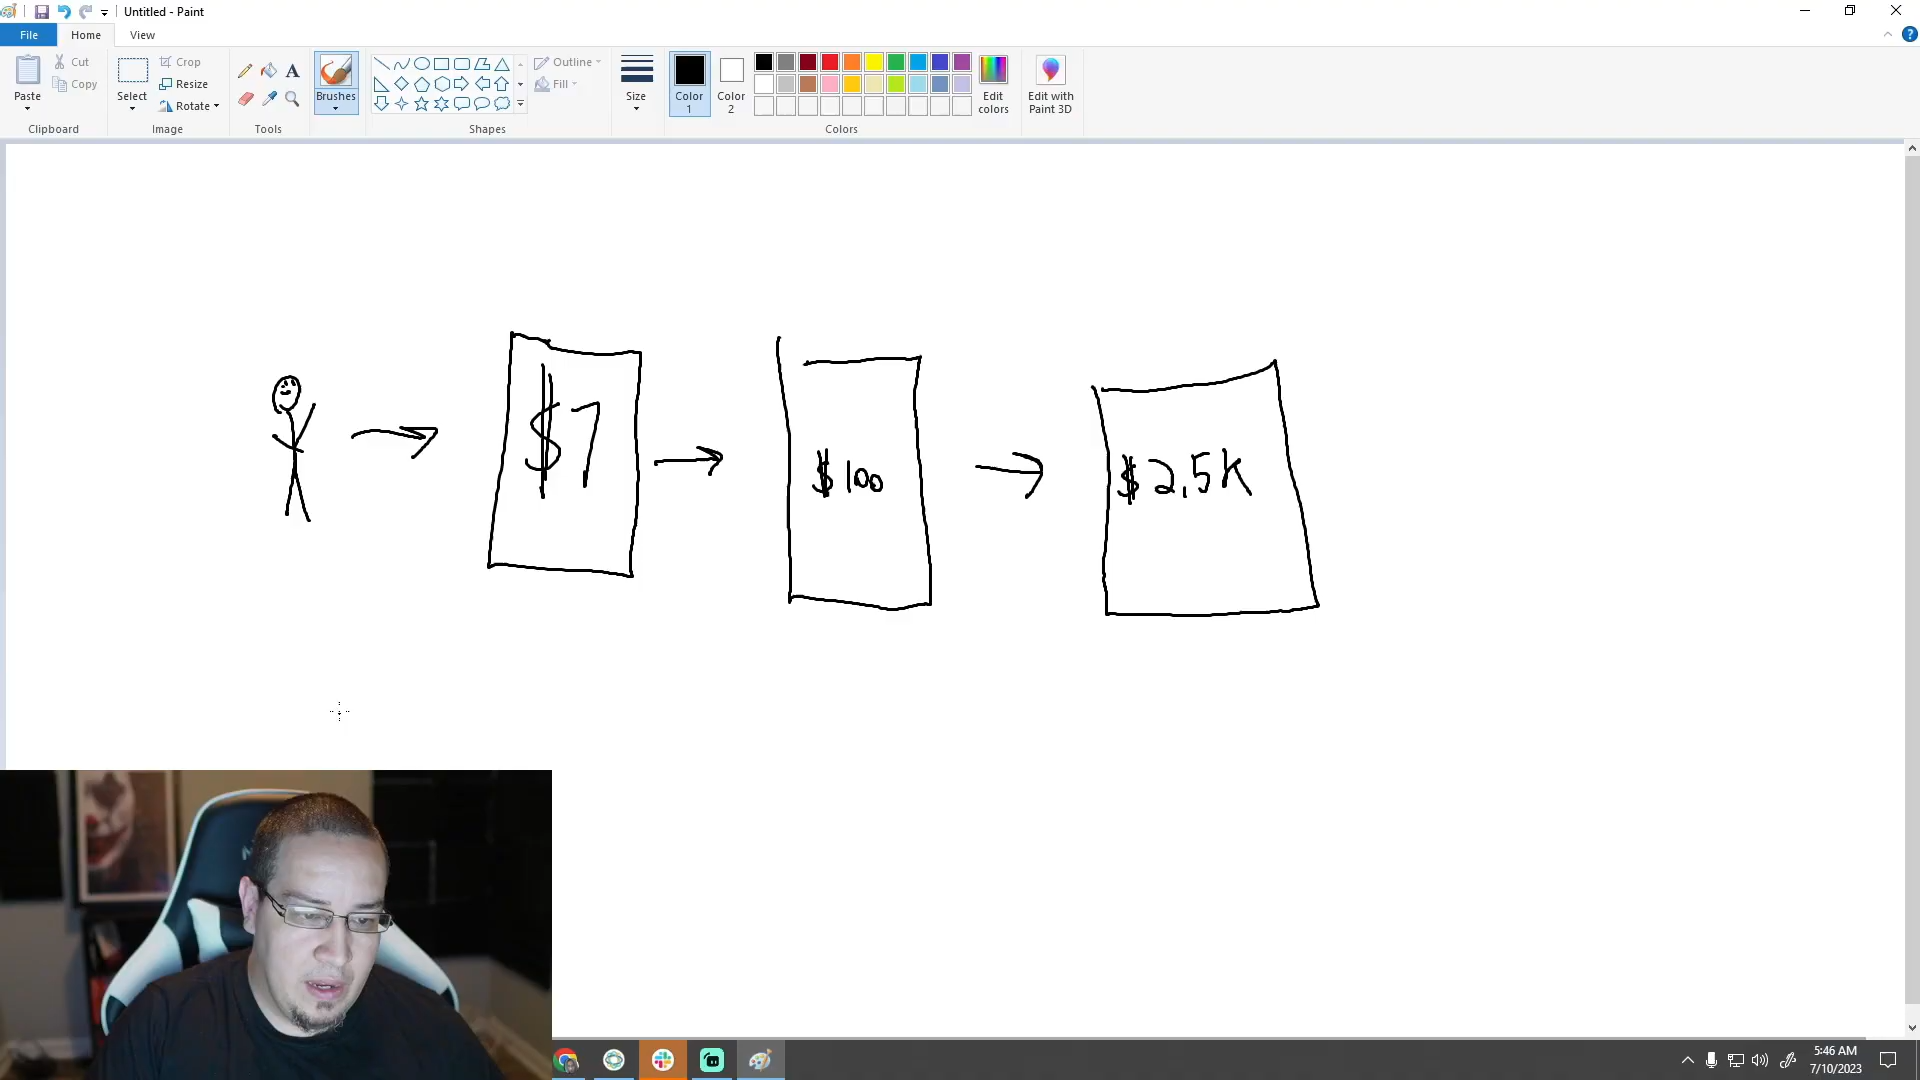 Untitled - Paint
File
Home
View
Paste
Cut
Copy
Clipboard
Select
Crop
Resize
Rotate
Image
Tools
Brushes
Shapes
Outline
Fill
Size
Color
1
Color
2
Edit
colors
Edit with
Paint 3D
Colors
$7
$100
$2.5K
5:46 AM
7/10/2023